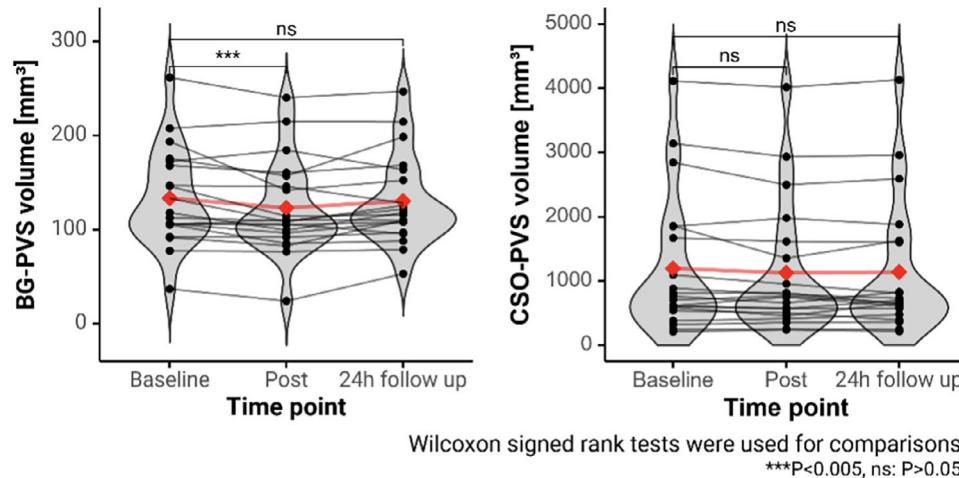 BG-PVS volume [mm³]
300
200
100
0
ns
***
Baseline
Post
24h follow up
Time point
CSO-PVS volume [mm³]
5000
4000
3000
2000
1000
0
ns
ns
Baseline
Post
24h follow up
Time point
Wilcoxon signed rank tests were used for comparisons
***P<0.005, ns: P>0.05